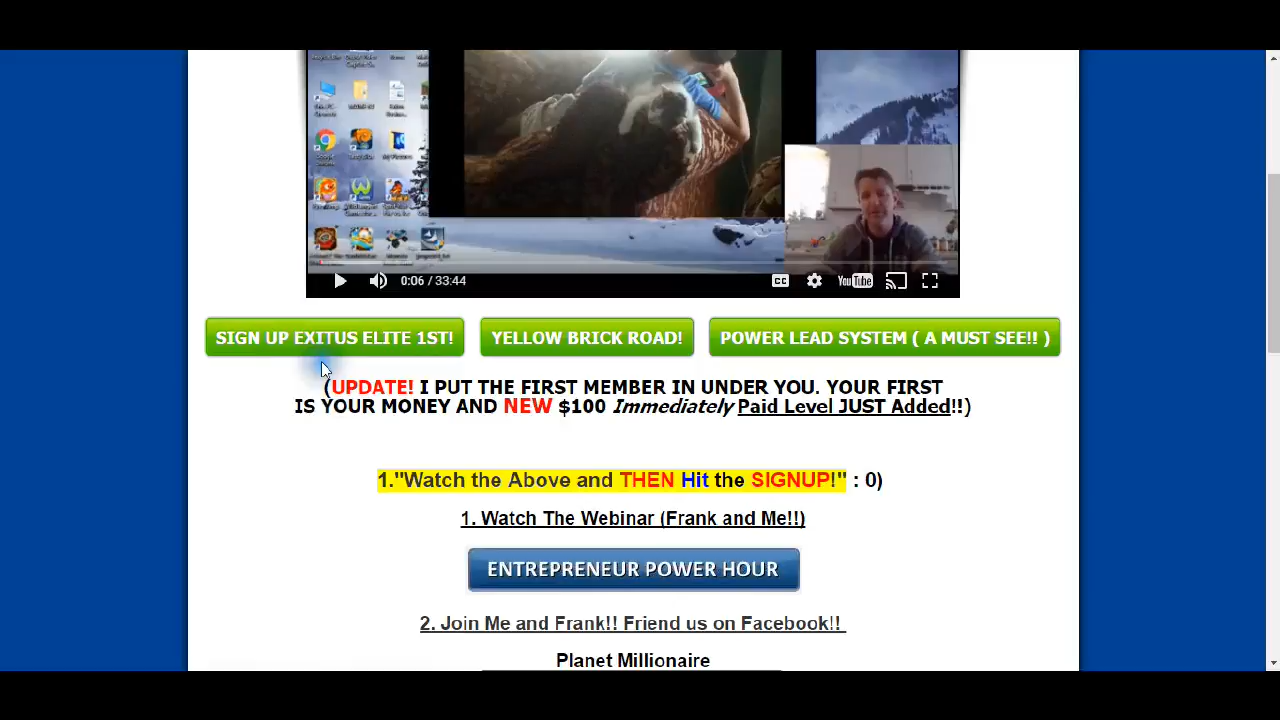 0:06 / 33:44
CC
YouTube
SIGN UP EXITUS ELITE 1ST!
YELLOW BRICK ROAD!
POWER LEAD SYSTEM ( A MUST SEE!! )
(UPDATE! I PUT THE FIRST MEMBER IN UNDER YOU. YOUR FIRST
IS YOUR MONEY AND NEW $100 Immediately Paid Level JUST Added!!)
1."Watch the Above and THEN Hit the SIGNUP!" : 0)
1. Watch The Webinar (Frank and Me!!)
ENTREPRENEUR POWER HOUR
2. Join Me and Frank!! Friend us on Facebook!!
Planet Millionaire